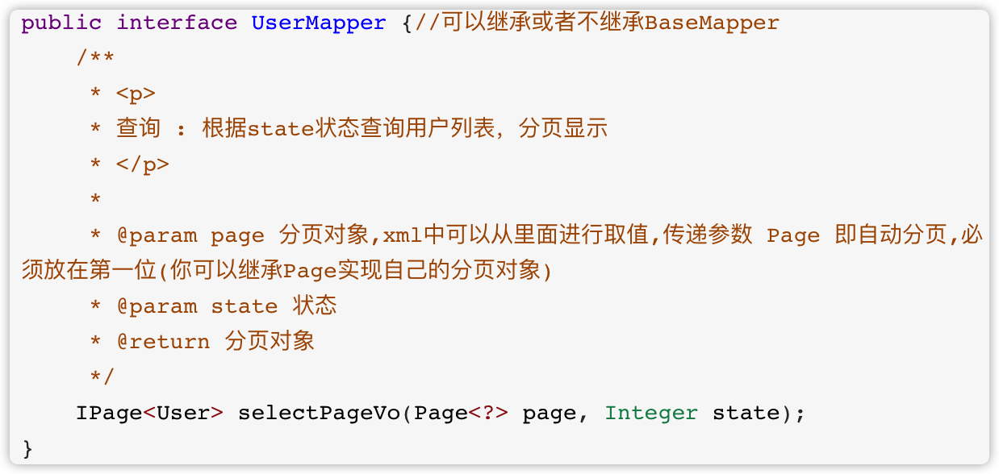 public interface UserMapper {//可以继承或者不继承BaseMapper
    /**
     * <p>
     * 查询 : 根据state状态查询用户列表，分页显示
     * </p>
     *
     * @param page 分页对象,xml中可以从里面进行取值,传递参数 Page 即自动分页,必
须放在第一位(你可以继承Page实现自己的分页对象)
     * @param state 状态
     * @return 分页对象
     */
    IPage<User> selectPageVo(Page<?> page, Integer state);
}